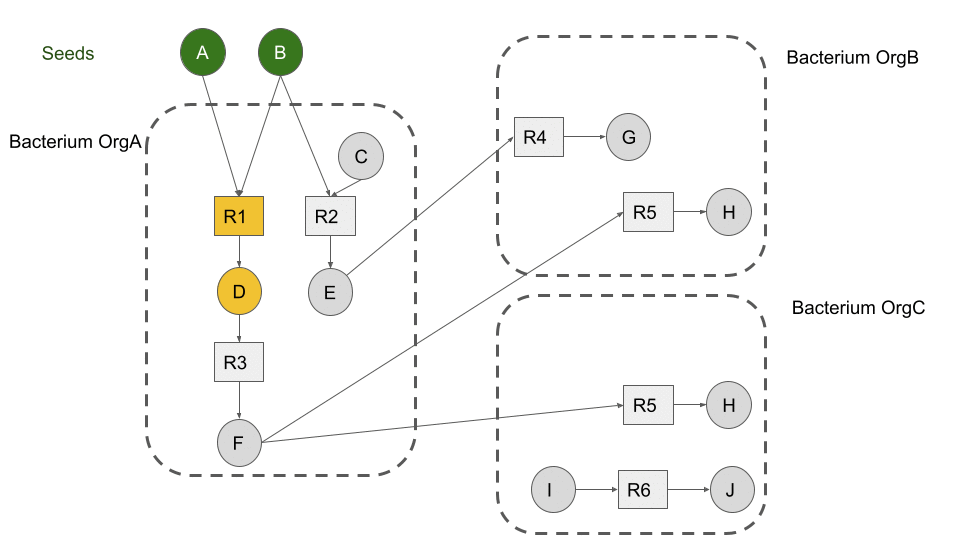 Seeds
A
B
Bacterium OrgB
Bacterium OrgA
C
R4
G
R1
R2
R5
H
D
E
Bacterium OrgC
R3
R5
H
F
I
R6
J